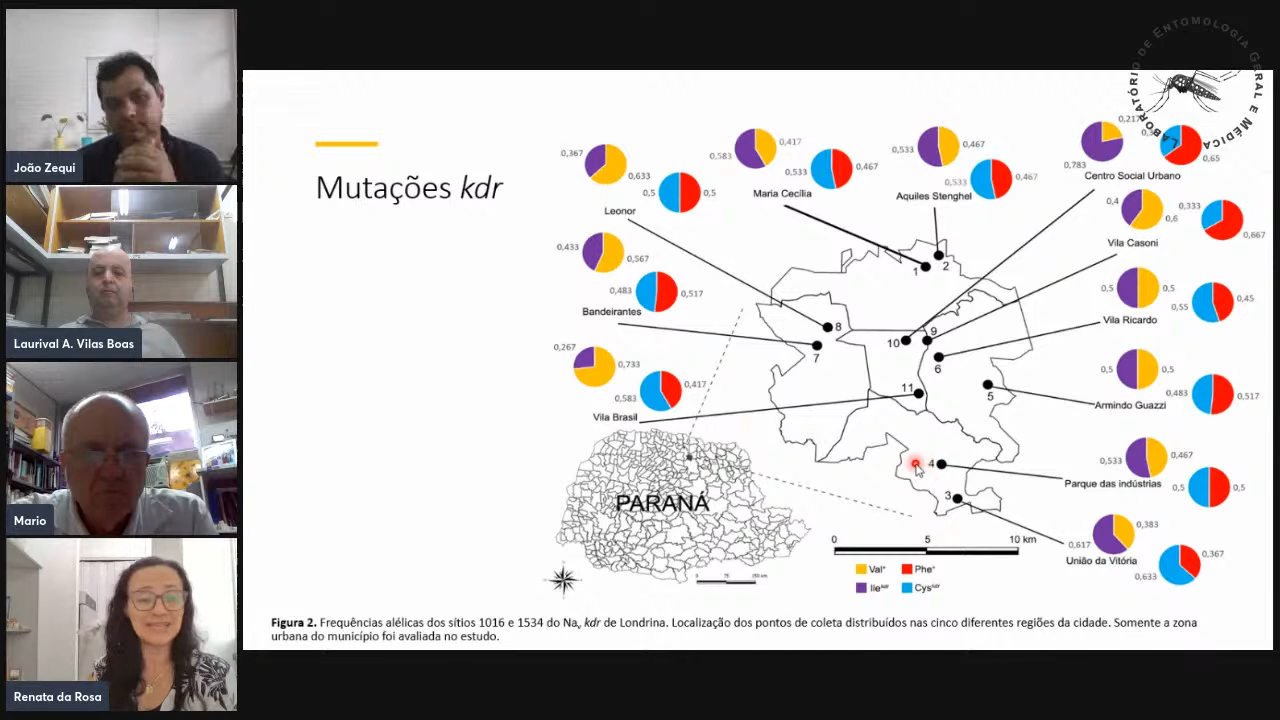 João Zequi
Laurival A. Vilas Boas
Mario
Renata da Rosa
LABORATÓRIO DE ENTOMOLOGIA GERAL E MÉDICA
Mutações kdr
0,367
0,633
0,5
0,5
Leonor
0,583
0,417
0,533
0,467
Maria Cecília
0,533
0,467
0,533
0,467
Aquiles Stenghel
0,217
0,783
0,65
Centro Social Urbano
0,4
0,6
0,333
0,667
Vila Casoni
0,433
0,567
0,483
0,517
Bandeirantes
0,5
0,5
0,55
0,45
Vila Ricardo
0,267
0,733
0,583
0,417
Vila Brasil
0,5
0,5
0,483
0,517
Armindo Guazzi
0,533
0,467
0,5
0,5
Parque das indústrias
0,617
0,383
0,633
0,367
União da Vitória
1
2
8
7
10
9
6
11
5
4
3
PARANÁ
0 75 150 km
0 5 10 km
Val⁺ Phe⁺
Ileᵏᵈʳ Cysᵏᵈʳ
Figura 2. Frequências alélicas dos sítios 1016 e 1534 do Naᵥ kdr de Londrina. Localização dos pontos de coleta distribuídos nas cinco diferentes regiões da cidade. Somente a zona
urbana do município foi avaliada no estudo.